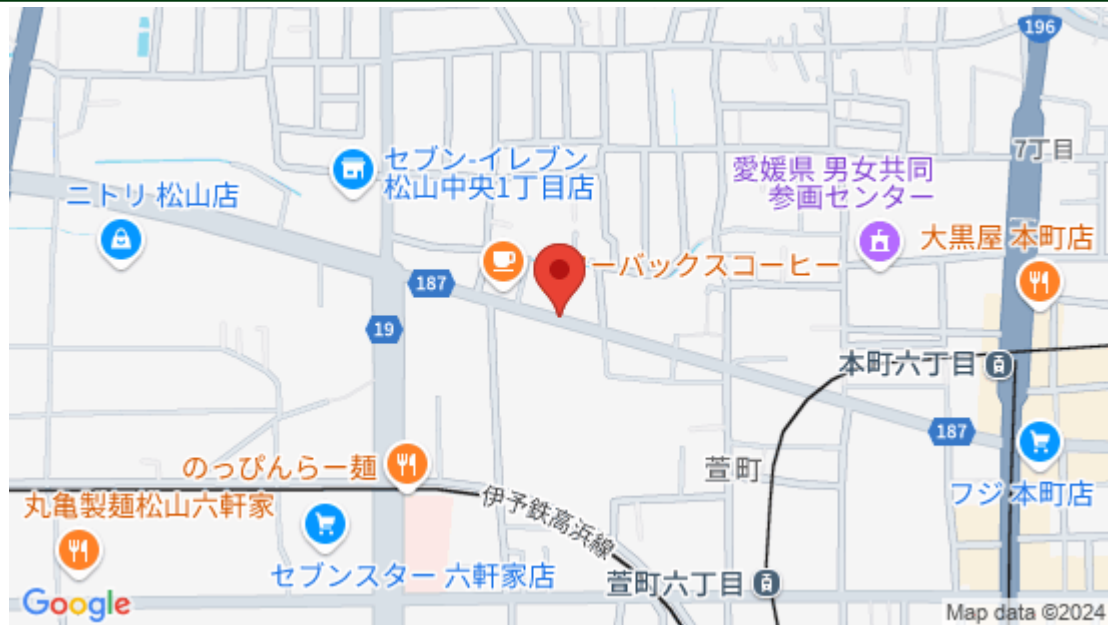 196
7丁目
セブン-イレブン
松山中央1丁目店
愛媛県 男女共同
参画センター
ニトリ 松山店
大黒屋 本町店
ーバックスコーヒー
187
19
本町六丁目
187
のっぴんらー麺
萱町
丸亀製麺松山六軒家
伊予鉄高浜線
フジ 本町店
セブンスター 六軒家店
萱町六丁目
Google
Map data ©2024